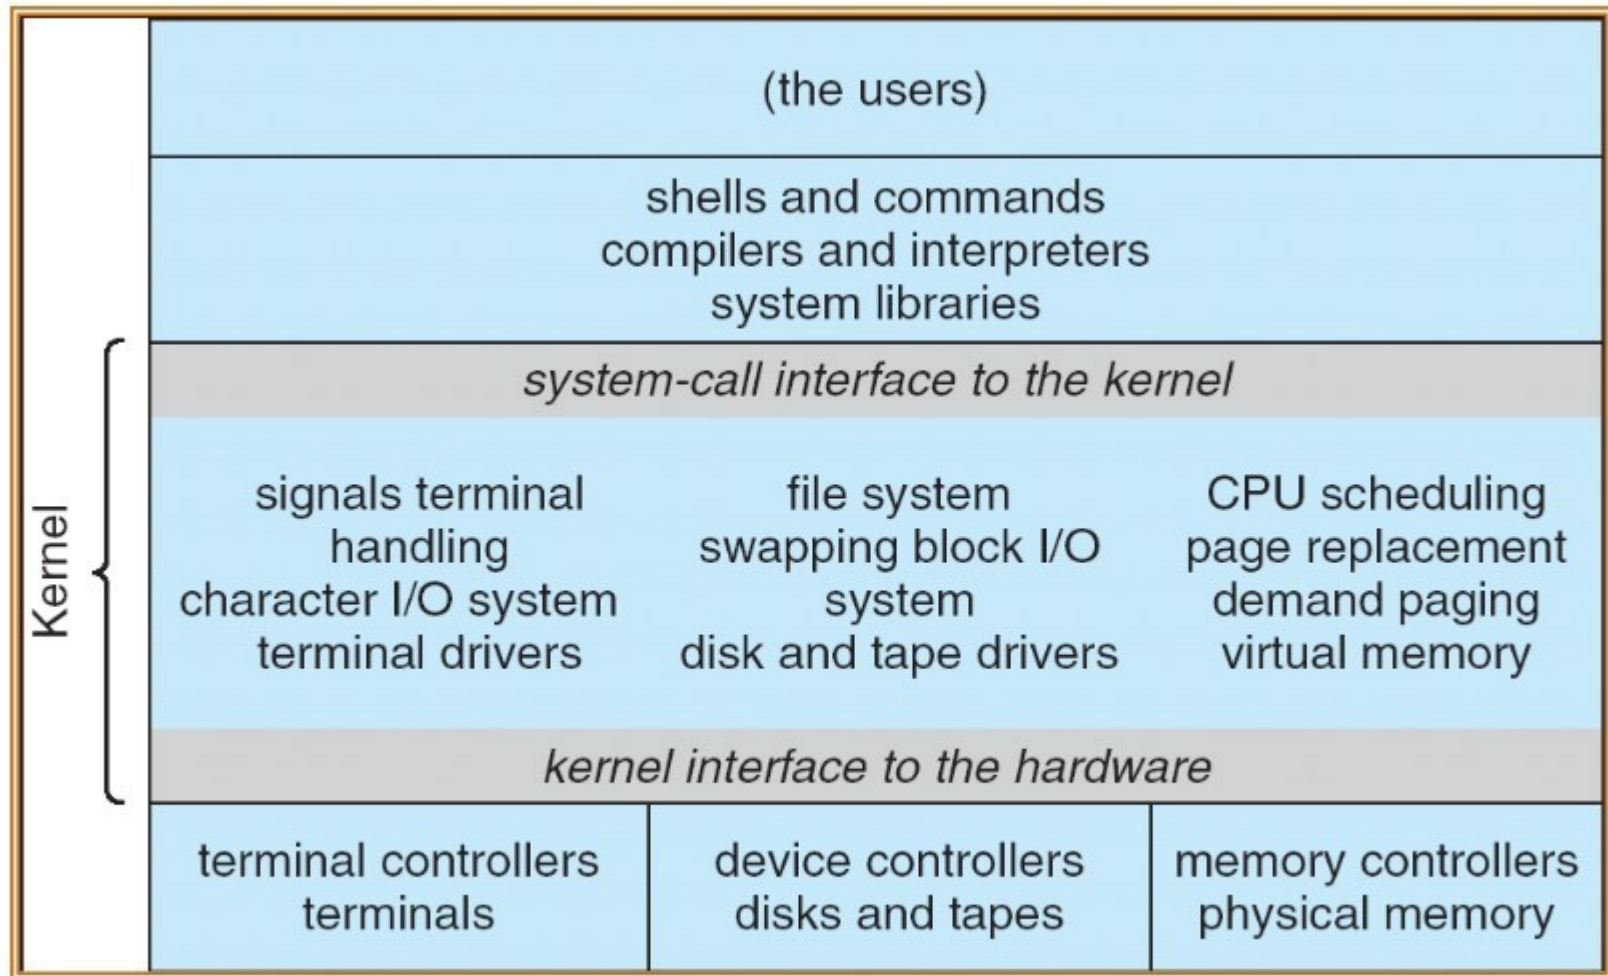 (the users)
shells and commands
compilers and interpreters
system libraries
system-call interface to the kernel
Kernel
signals terminal
handling
character I/O system
terminal drivers
file system
swapping block I/O
system
disk and tape drivers
CPU scheduling
page replacement
demand paging
virtual memory
kernel interface to the hardware
terminal controllers
terminals
device controllers
disks and tapes
memory controllers
physical memory